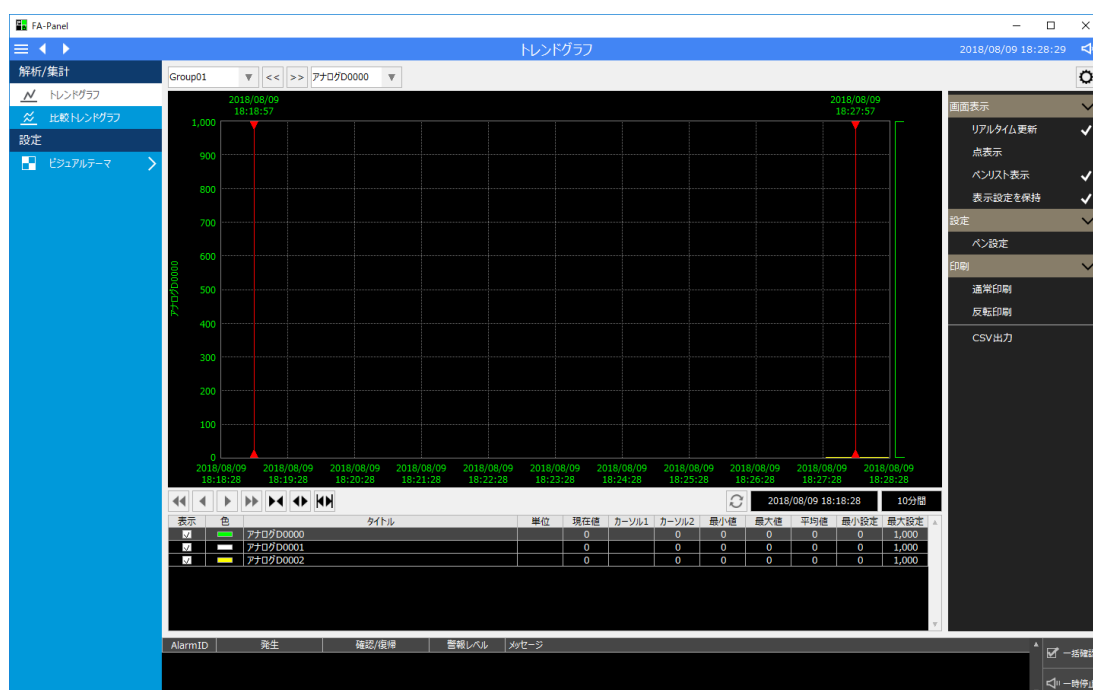 FA-Panel
トレンドグラフ
2018/08/09 18:28:29
解析/集計
トレンドグラフ
比較トレンドグラフ
設定
ビジュアルテーマ
Group01
<<
>>
アナログD0000
2018/08/09
18:18:57
2018/08/09
18:27:57
1,000
900
800
700
600
500
400
300
200
100
0
アナログD0000
2018/08/09
18:18:28
2018/08/09
18:19:28
2018/08/09
18:20:28
2018/08/09
18:21:28
2018/08/09
18:22:28
2018/08/09
18:23:28
2018/08/09
18:24:28
2018/08/09
18:25:28
2018/08/09
18:26:28
2018/08/09
18:27:28
2018/08/09
18:28:28
2018/08/09 18:18:28
10分間
表示 色 タイトル 単位 現在値 カーソル1 カーソル2 最小値 最大値 平均値 最小設定 最大設定
アナログD0000 0 0 0 0 0 0 1,000
アナログD0001 0 0 0 0 0 0 1,000
アナログD0002 0 0 0 0 0 0 1,000
画面表示
リアルタイム更新
点表示
ペンリスト表示
表示設定を保持
設定
ペン設定
印刷
通常印刷
反転印刷
CSV出力
AlarmID 発生 確認/復帰 警報レベル メッセージ
一括確認
一時停止